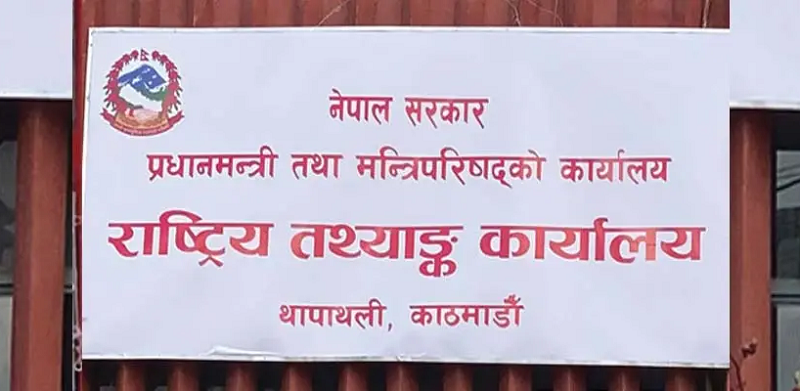 नेपाल सरकार
प्रधानमन्त्री तथा मन्त्रिपरिषद्को कार्यालय
राष्ट्रिय तथ्याङ्क कार्यालय
थापाथली, काठमाडौँ